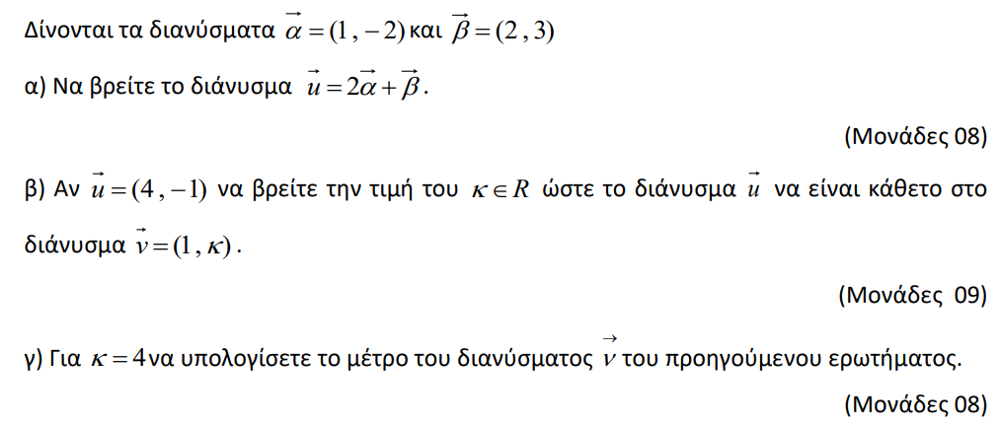 Δίνονται τα διανύσματα $\vec{\alpha} = (1, -2)$ και $\vec{\beta} = (2, 3)$
α) Να βρείτε το διάνυσμα $\vec{u} = 2\vec{\alpha} + \vec{\beta}$.
(Μονάδες 08)
β) Αν $\vec{u} = (4, -1)$ να βρείτε την τιμή του $\kappa \in R$ ώστε το διάνυσμα $\vec{u}$ να είναι κάθετο στο
διάνυσμα $\vec{v} = (1, \kappa)$.
(Μονάδες 09)
γ) Για $\kappa = 4$ να υπολογίσετε το μέτρο του διανύσματος $\vec{v}$ του προηγούμενου ερωτήματος.
(Μονάδες 08)